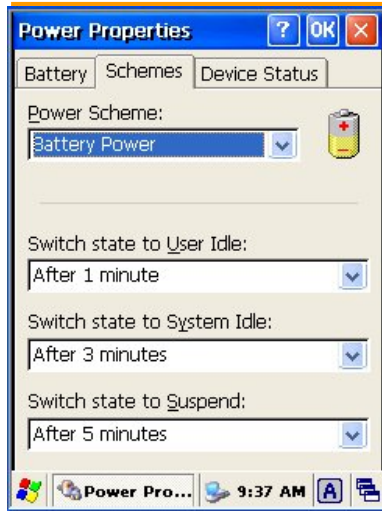 Power Properties ? OK
Battery Schemes Device Status
Power Scheme:
Battery Power
Switch state to User Idle:
After 1 minute
Switch state to System Idle:
After 3 minutes
Switch state to Suspend:
After 5 minutes
Power Pro... 9:37 AM A